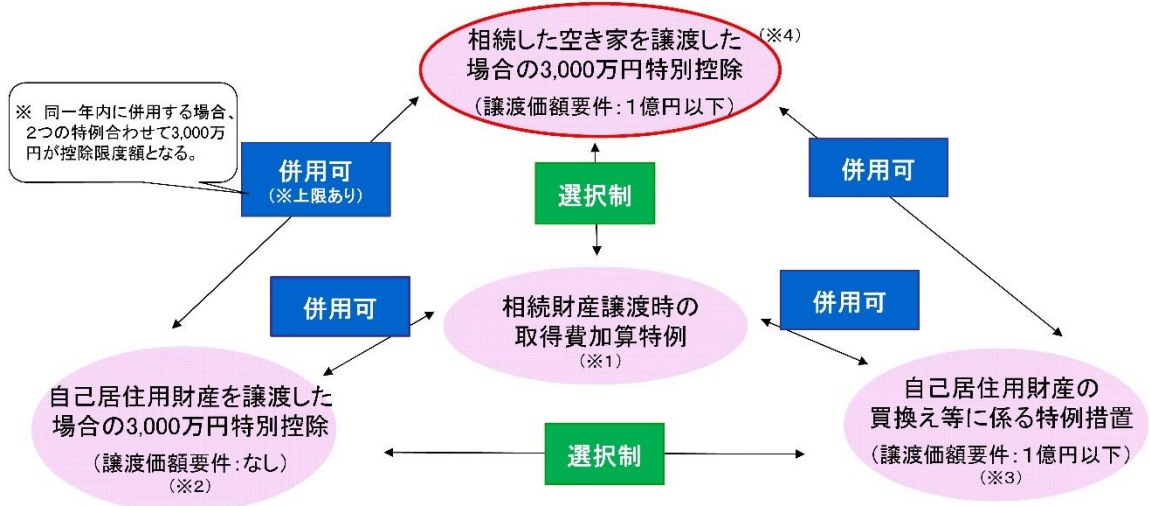 相続した空き家を譲渡した
場合の3,000万円特別控除
(※4)
(譲渡価額要件:1億円以下)
※ 同一年内に併用する場合、
2つの特例合わせて3,000万
円が控除限度額となる。
併用可
(※上限あり)
選択制
併用可
併用可
相続財産譲渡時の
取得費加算特例
(※1)
併用可
自己居住用財産を譲渡した
場合の3,000万円特別控除
(譲渡価額要件:なし)
(※2)
選択制
自己居住用財産の
買換え等に係る特例措置
(譲渡価額要件:1億円以下)
(※3)